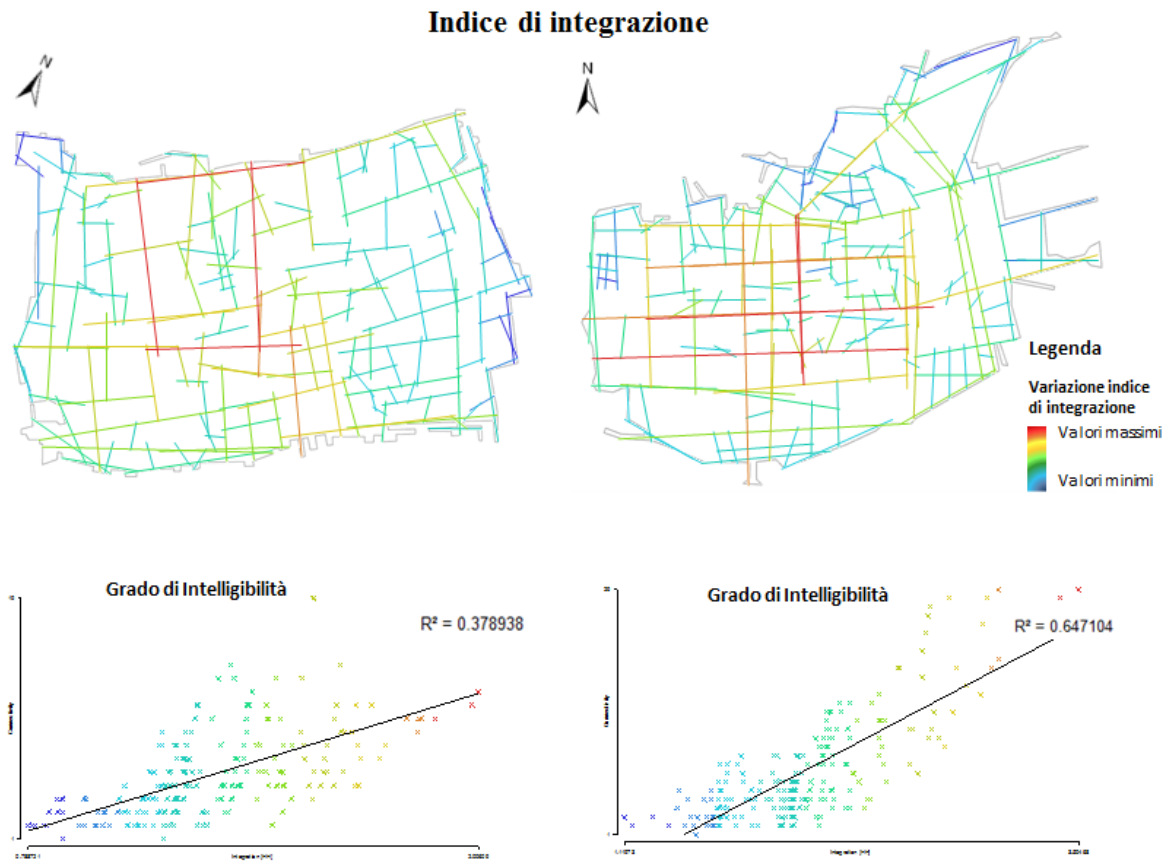 Indice di integrazione
N
N
Legenda
Variazione indice
di integrazione
Valori massimi
Valori minimi
Grado di Intelligibilità
R² = 0.378938
Grado di Intelligibilità
R² = 0.647104